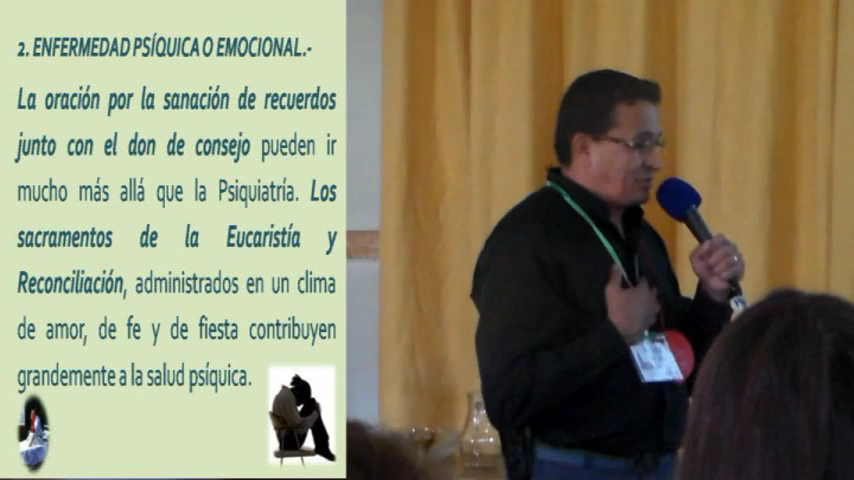 2. ENFERMEDAD PSÍQUICA O EMOCIONAL.-
La oración por la sanación de recuerdos
junto con el don de consejo pueden ir
mucho más allá que la Psiquiatría. Los
sacramentos de la Eucaristía y
Reconciliación, administrados en un clima
de amor, de fe y de fiesta contribuyen
grandemente a la salud psíquica.